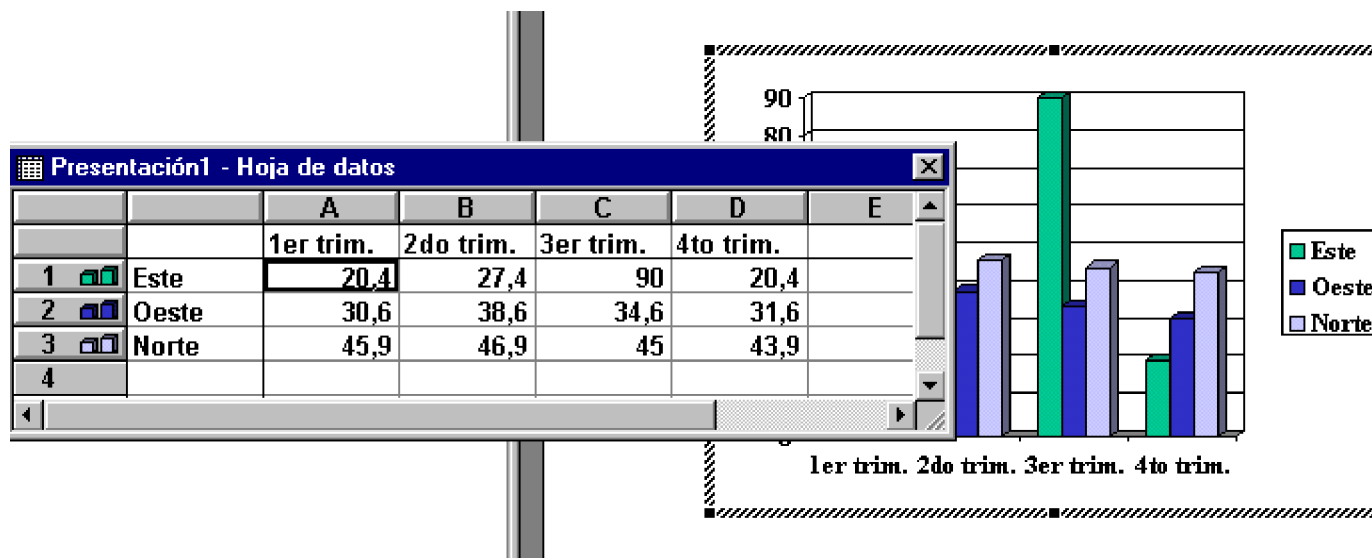 Presentación1 - Hoja de datos
A B C D E
1er trim. 2do trim. 3er trim. 4to trim.
1 Este 20,4 27,4 90 20,4
2 Oeste 30,6 38,6 34,6 31,6
3 Norte 45,9 46,9 45 43,9
4
90
80
1er trim. 2do trim. 3er trim. 4to trim.
Este
Oeste
Norte